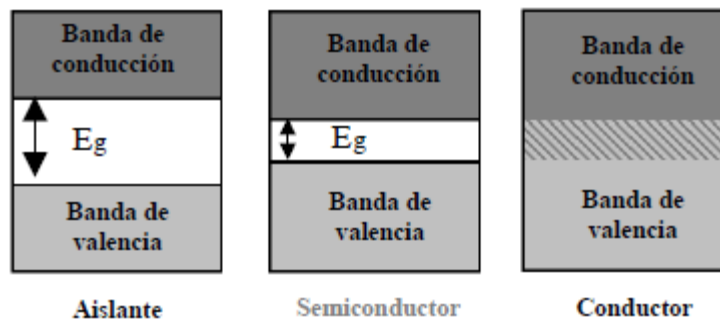 Banda de
conducción
Eg
Banda de
valencia
Aislante
Banda de
conducción
Eg
Banda de
valencia
Semiconductor
Banda de
conducción
Banda de
valencia
Conductor